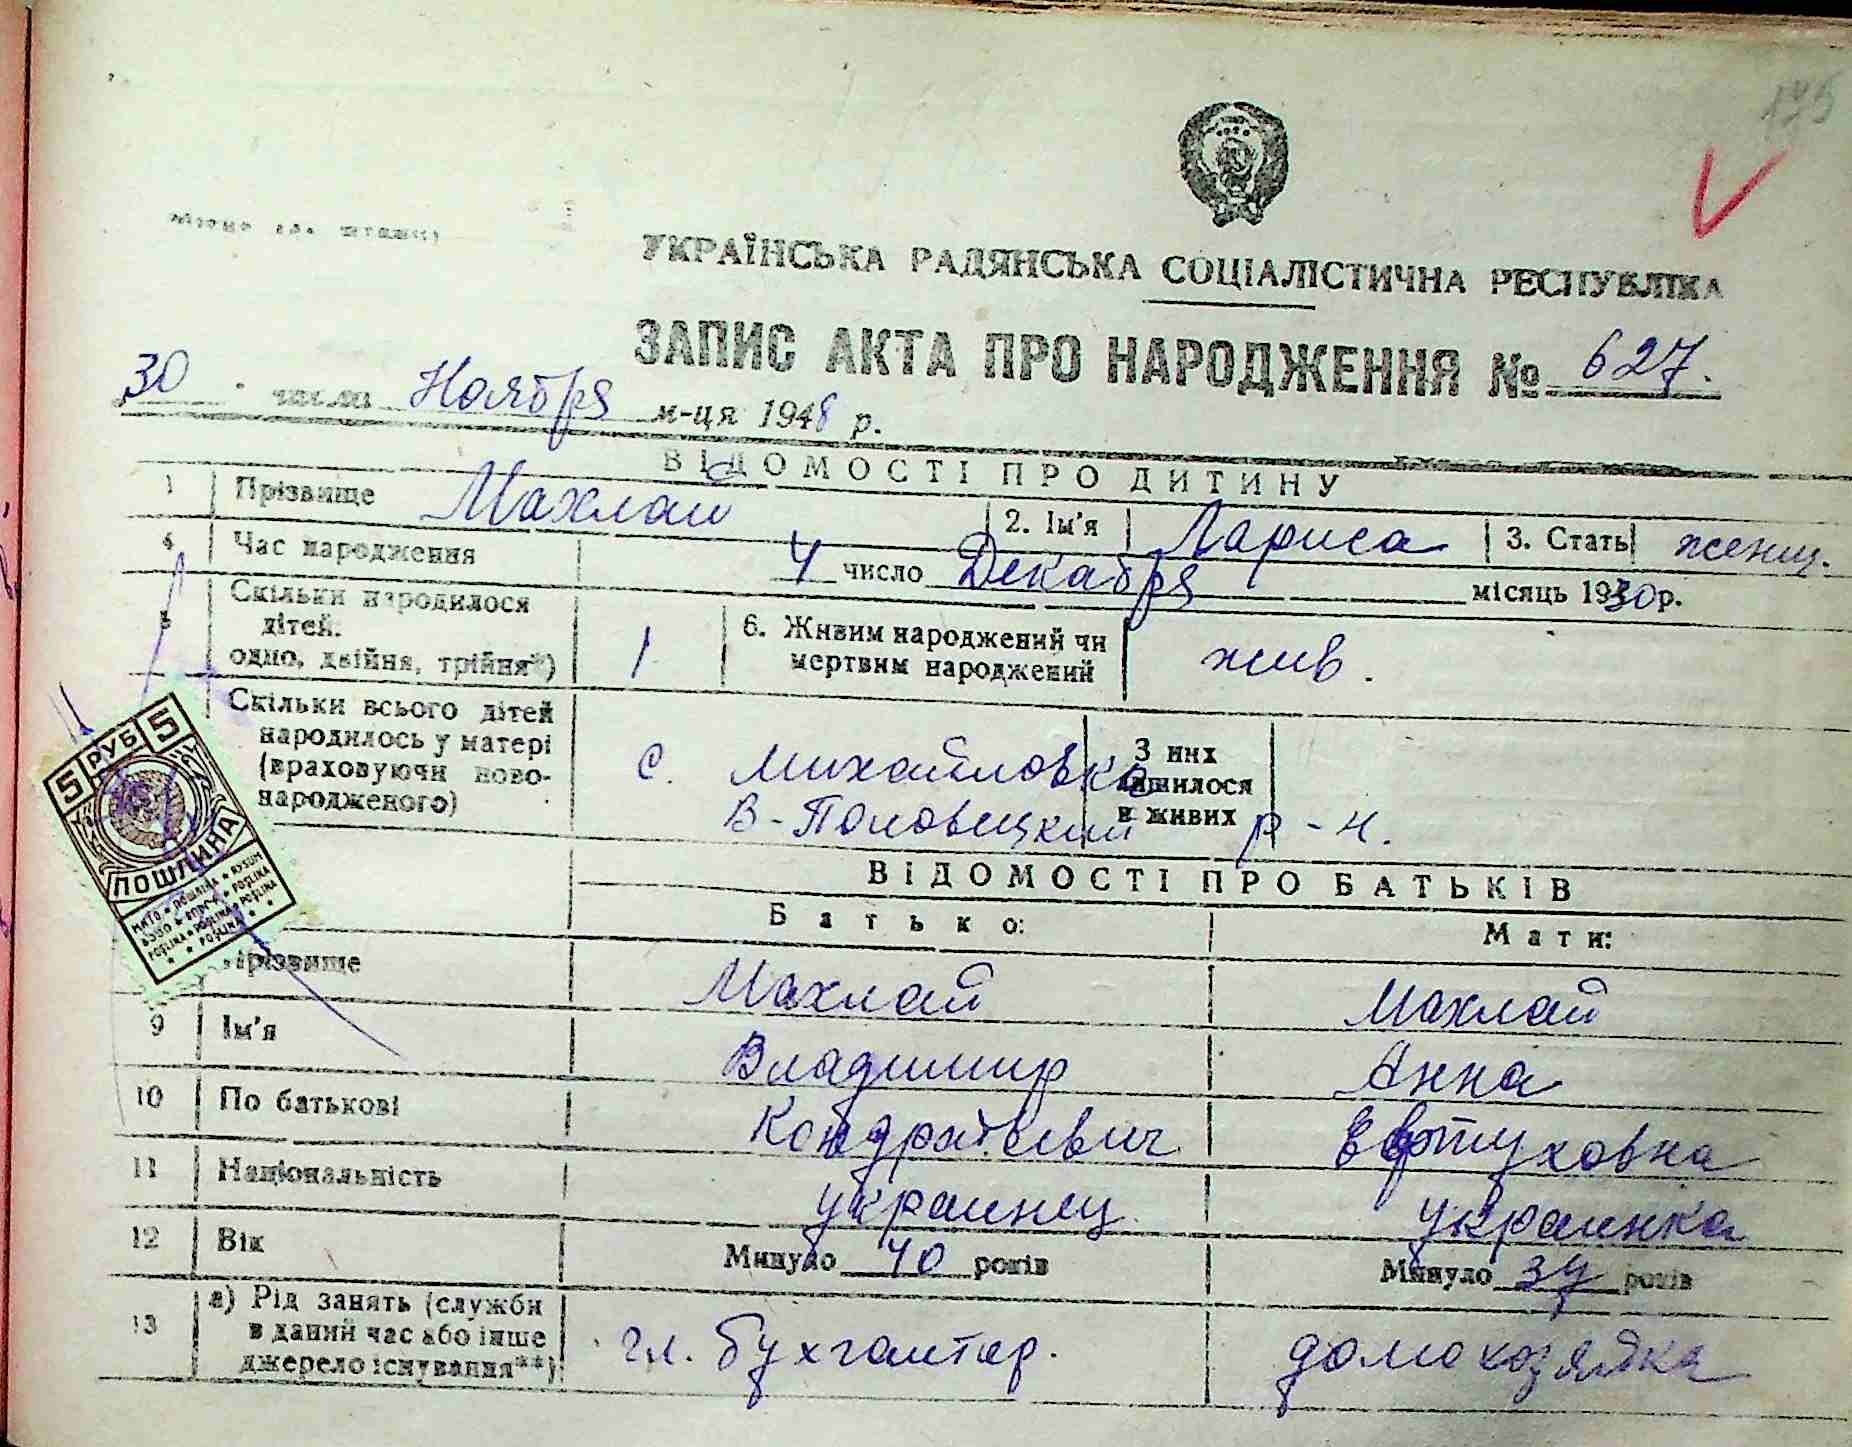 УКРАЇНСЬКА РАДЯНСЬКА СОЦІАЛІСТИЧНА РЕСПУБЛІКА
ЗАПИС АКТА ПРО НАРОДЖЕННЯ № 627.
30 числа Ноября м-ця 1948 р.
ВІДОМОСТІ ПРО ДИТИНУ
1 Прізвище Махлай 2. Ім'я Лариса 3. Стать женщ.
4 Час народження 4 число Декабря місяць 1930 р.
5 Скільки народилося
дітей.
одно, двійня, трійня*) 1
6. Живим народжений чи
мертвим народжений жив.
Скільки всього дітей
народилось у матері
(враховуючи ново-
народженого)
с. Михайловка
В-Половецкий р-н.
З них
лишилося
в живих
5 РУБ 5
ПОШЛИНА
ВІДОМОСТІ ПРО БАТЬКІВ
Батько: Мати:
Прізвище Махлай Махлай
9 Ім'я Владимир Анна
10 По батькові Кондратьевич Евтуховна
11 Національність украинец украинка
12 Вік Минуло 40 років Минуло 34 років
13 а) Рід занять (служби
в даний час або інше
джерело існування**)
гл. бухгалтер. домохозяйка